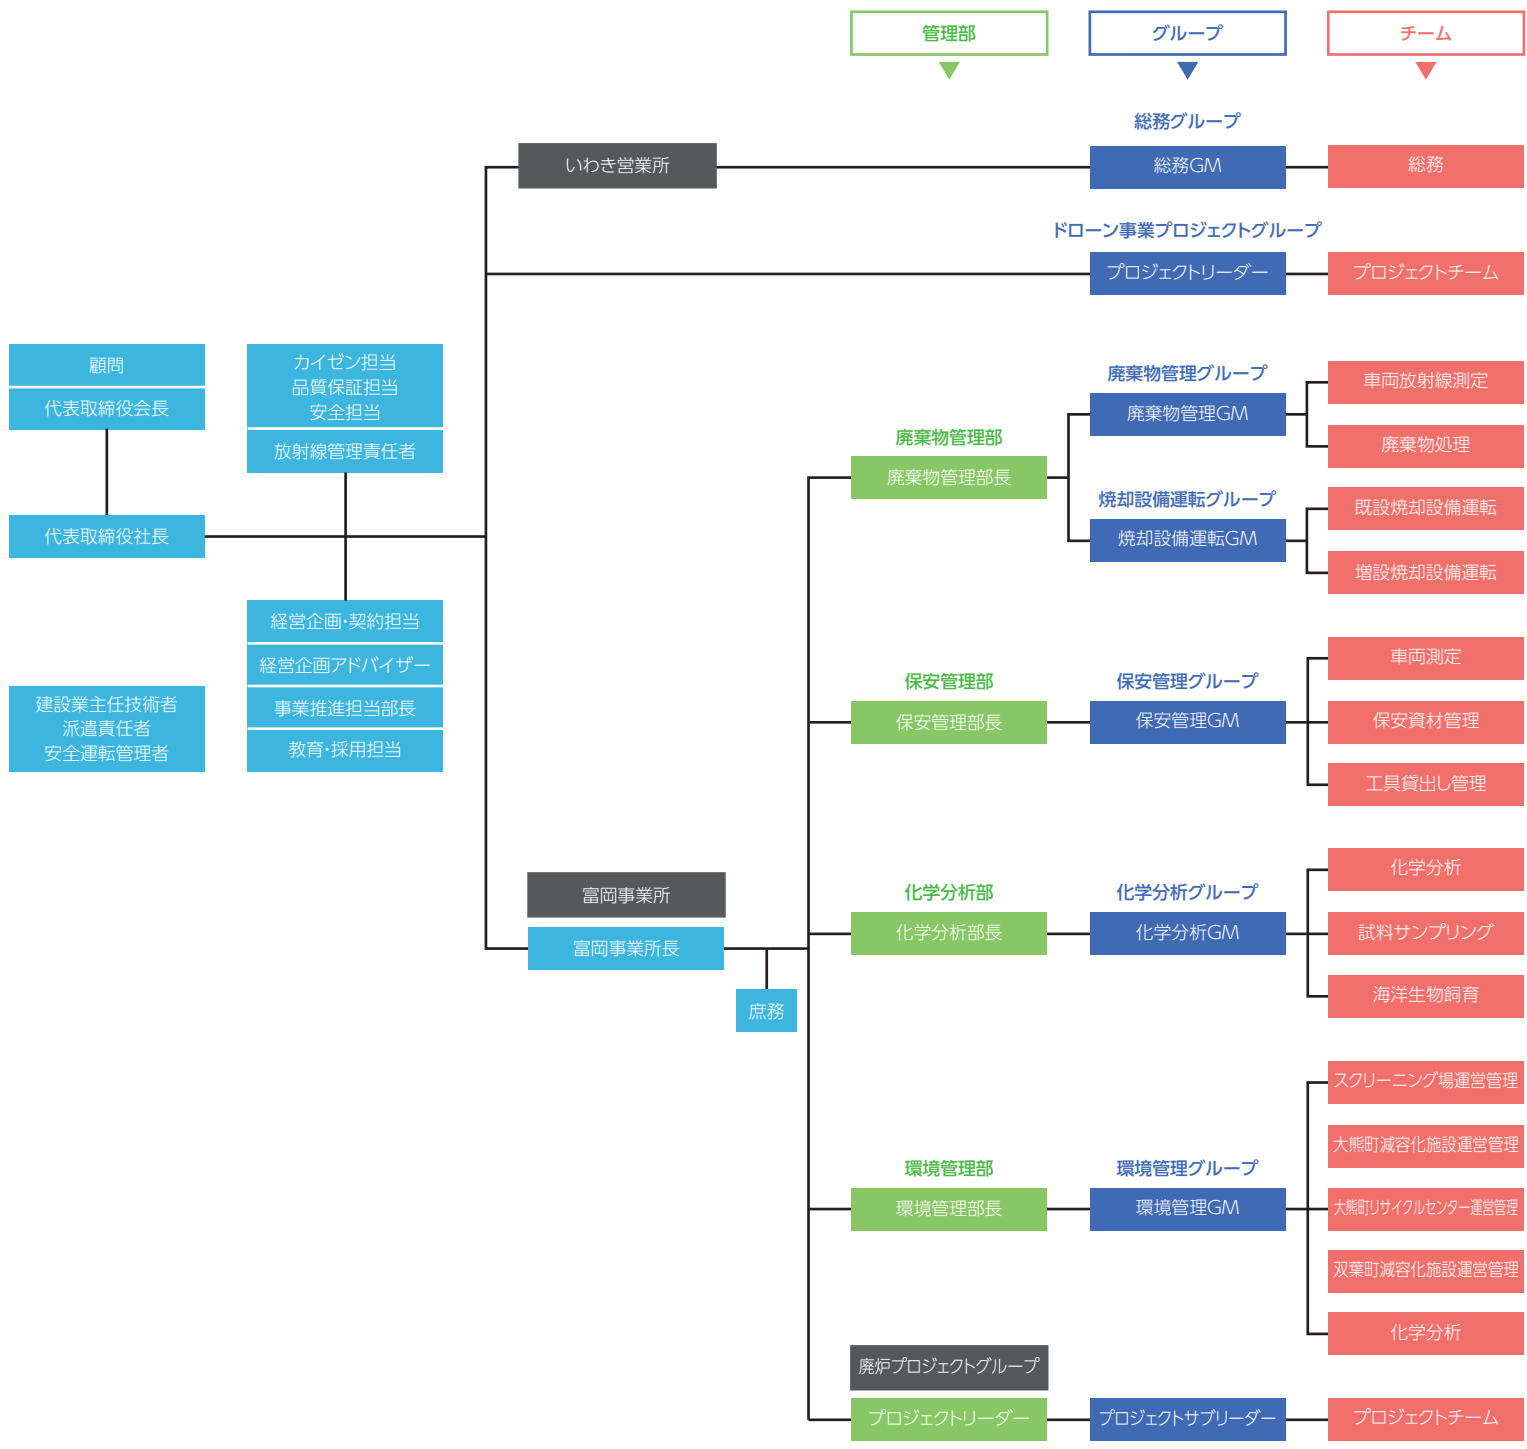 管理部
グループ
チーム
総務グループ
いわき営業所
総務GM
総務
ドローン事業プロジェクトグループ
プロジェクトリーダー
プロジェクトチーム
顧問
代表取締役会長
代表取締役社長
カイゼン担当
品質保証担当
安全担当
放射線管理責任者
経営企画・契約担当
経営企画アドバイザー
事業推進担当部長
教育・採用担当
建設業主任技術者
派遣責任者
安全運転管理者
富岡事業所
富岡事業所長
庶務
廃棄物管理部
廃棄物管理部長
廃棄物管理グループ
廃棄物管理GM
車両放射線測定
廃棄物処理
焼却設備運転グループ
焼却設備運転GM
既設焼却設備運転
増設焼却設備運転
保安管理部
保安管理部長
保安管理グループ
保安管理GM
車両測定
保安資材管理
工具貸出し管理
化学分析部
化学分析部長
化学分析グループ
化学分析GM
化学分析
試料サンプリング
海洋生物飼育
環境管理部
環境管理部長
環境管理グループ
環境管理GM
スクリーニング場運営管理
大熊町減容化施設運営管理
大熊町リサイクルセンター運営管理
双葉町減容化施設運営管理
化学分析
廃炉プロジェクトグループ
プロジェクトリーダー
プロジェクトサブリーダー
プロジェクトチーム